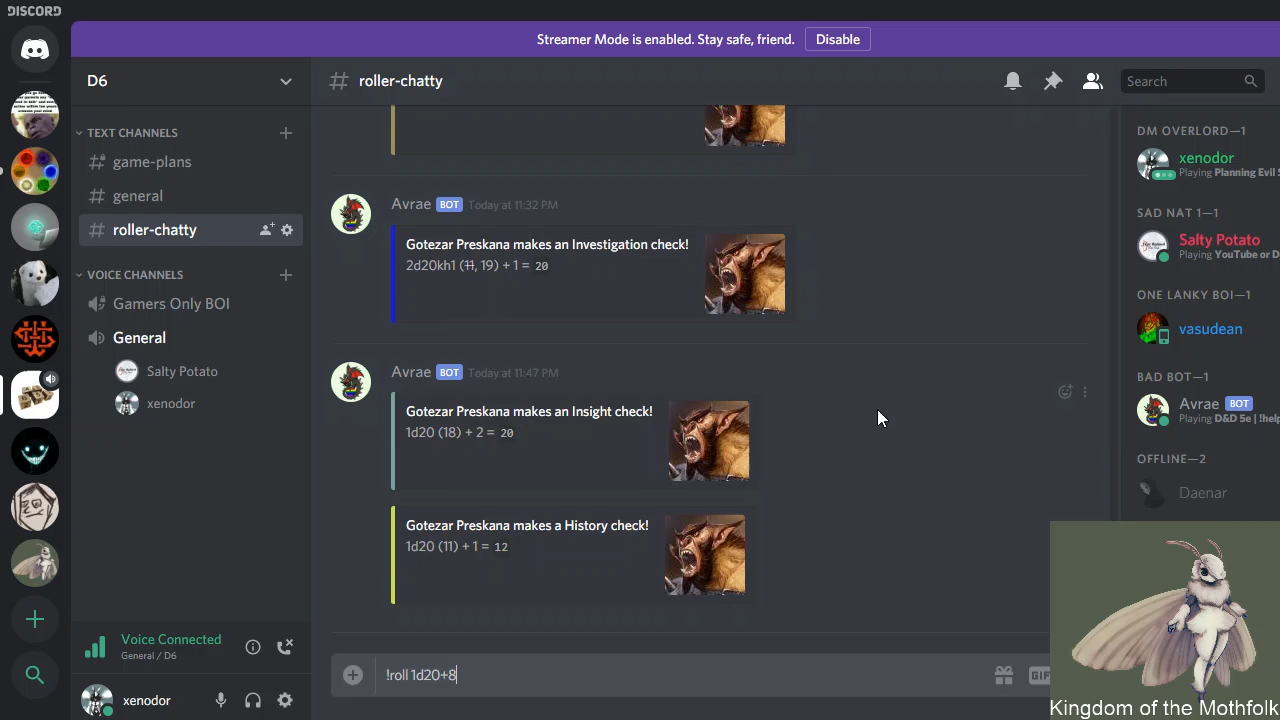 DISCORD
Streamer Mode is enabled. Stay safe, friend.
Disable
D6
roller-chatty
Search
TEXT CHANNELS
game-plans
general
roller-chatty
VOICE CHANNELS
Gamers Only BOI
General
Salty Potato
xenodor
Voice Connected
General / D6
xenodor
Avrae BOT Today at 11:32 PM
Gotezar Preskana makes an Investigation check!
2d20kh1 (11, 19) + 1 = 20
Avrae BOT Today at 11:47 PM
Gotezar Preskana makes an Insight check!
1d20 (18) + 2 = 20
Gotezar Preskana makes a History check!
1d20 (11) + 1 = 12
!roll 1d20+8
GIF
DM OVERLORD—1
xenodor
Playing Planning Evil
SAD NAT 1—1
Salty Potato
Playing YouTube or D
ONE LANKY BOI—1
vasudean
BAD BOT—1
Avrae BOT
Playing D&D 5e | !help
OFFLINE—2
Daenar
Kingdom of the Mothfolk